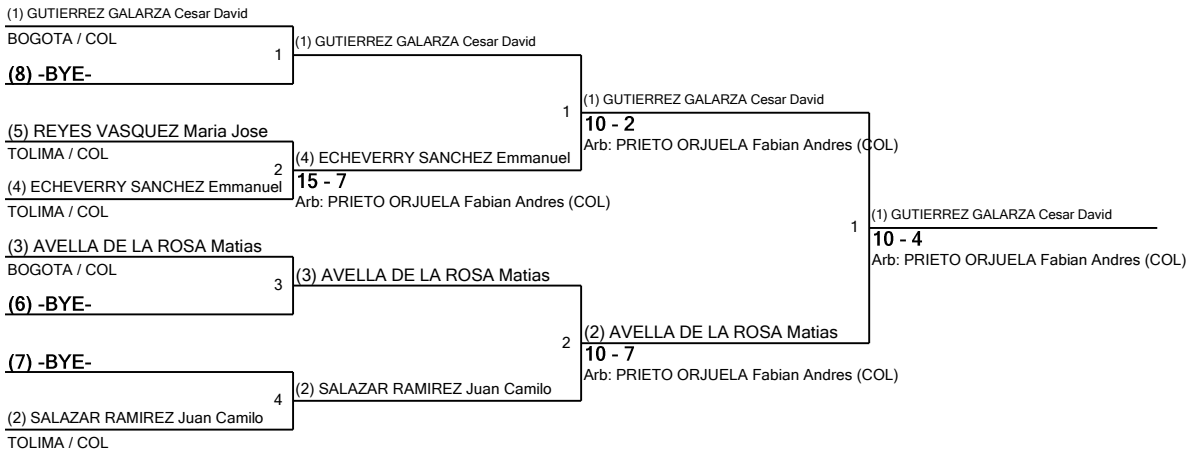 (1) GUTIERREZ GALARZA Cesar David
BOGOTA / COL
1
(8) -BYE-
(5) REYES VASQUEZ Maria Jose
TOLIMA / COL
2
(4) ECHEVERRY SANCHEZ Emmanuel
TOLIMA / COL
(3) AVELLA DE LA ROSA Matias
BOGOTA / COL
3
(6) -BYE-
(7) -BYE-
4
(2) SALAZAR RAMIREZ Juan Camilo
TOLIMA / COL
(1) GUTIERREZ GALARZA Cesar David
1
(4) ECHEVERRY SANCHEZ Emmanuel
15 - 7
Arb: PRIETO ORJUELA Fabian Andres (COL)
(3) AVELLA DE LA ROSA Matias
2
(2) SALAZAR RAMIREZ Juan Camilo
(1) GUTIERREZ GALARZA Cesar David
10 - 2
Arb: PRIETO ORJUELA Fabian Andres (COL)
1
(2) AVELLA DE LA ROSA Matias
10 - 7
Arb: PRIETO ORJUELA Fabian Andres (COL)
(1) GUTIERREZ GALARZA Cesar David
10 - 4
Arb: PRIETO ORJUELA Fabian Andres (COL)